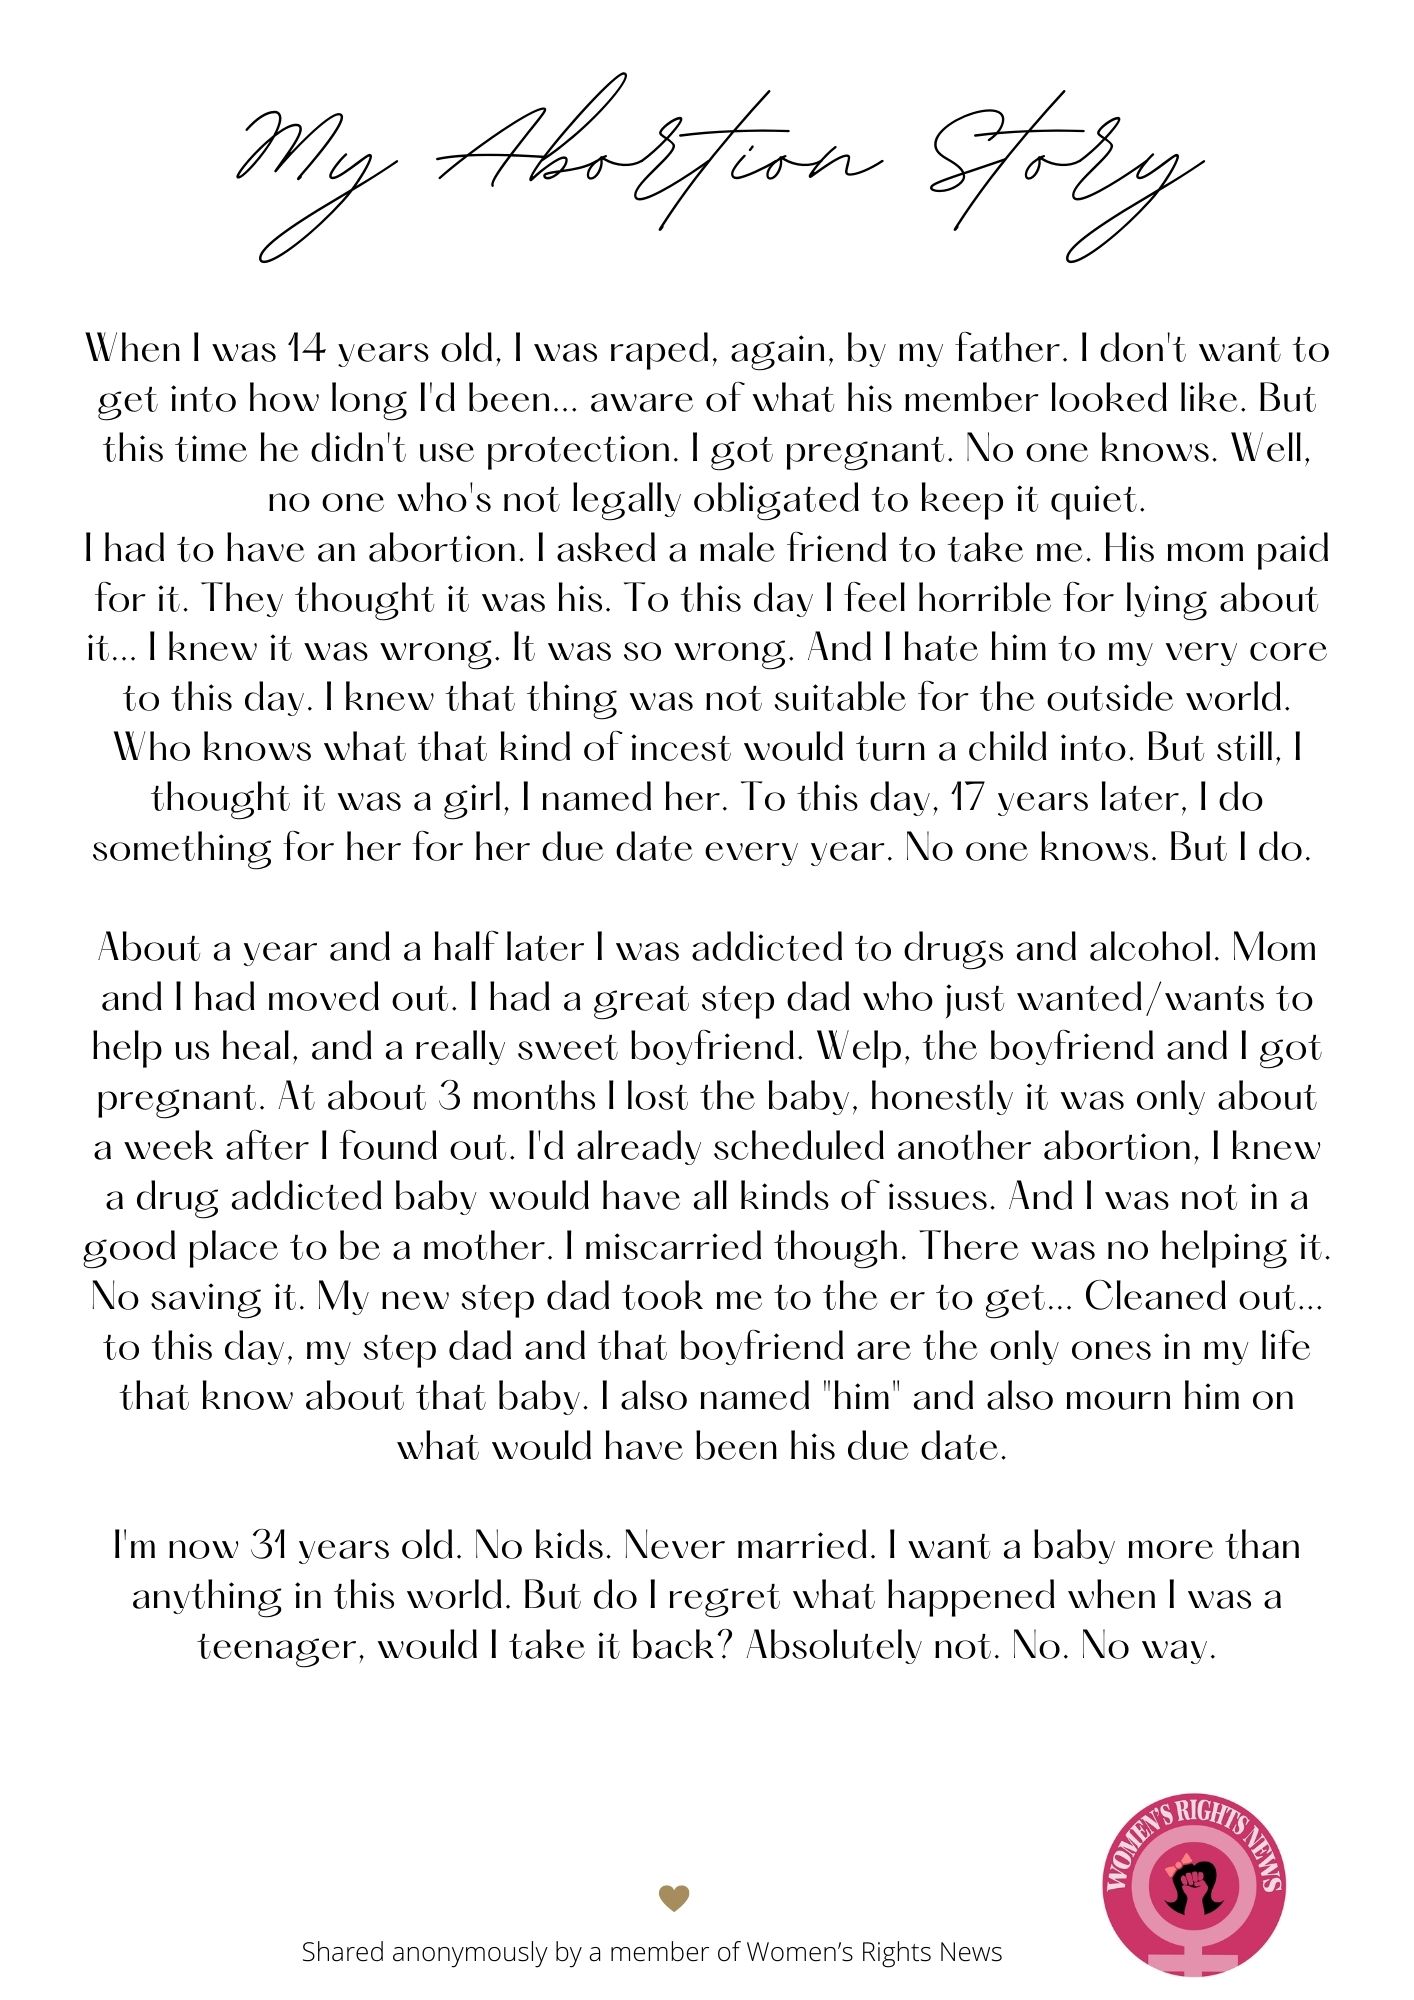 My Abortion Story
When I was 14 years old, I was raped, again, by my father. I don't want to
get into how long I'd been... aware of what his member looked like. But
this time he didn't use protection. I got pregnant. No one knows. Well,
no one who's not legally obligated to keep it quiet.
I had to have an abortion. I asked a male friend to take me. His mom paid
for it. They thought it was his. To this day I feel horrible for lying about
it... I knew it was wrong. It was so wrong. And I hate him to my very core
to this day. I knew that thing was not suitable for the outside world.
Who knows what that kind of incest would turn a child into. But still, I
thought it was a girl, I named her. To this day, 17 years later, I do
something for her for her due date every year. No one knows. But I do.
About a year and a half later I was addicted to drugs and alcohol. Mom
and I had moved out. I had a great step dad who just wanted/wants to
help us heal, and a really sweet boyfriend. Welp, the boyfriend and I got
pregnant. At about 3 months I lost the baby, honestly it was only about
a week after I found out. I'd already scheduled another abortion, I knew
a drug addicted baby would have all kinds of issues. And I was not in a
good place to be a mother. I miscarried though. There was no helping it.
No saving it. My new step dad took me to the er to get... Cleaned out...
to this day, my step dad and that boyfriend are the only ones in my life
that know about that baby. I also named "him" and also mourn him on
what would have been his due date.
I'm now 31 years old. No kids. Never married. I want a baby more than
anything in this world. But do I regret what happened when I was a
teenager, would I take it back? Absolutely not. No. No way.
WOMEN'S RIGHTS NEWS
Shared anonymously by a member of Women’s Rights News